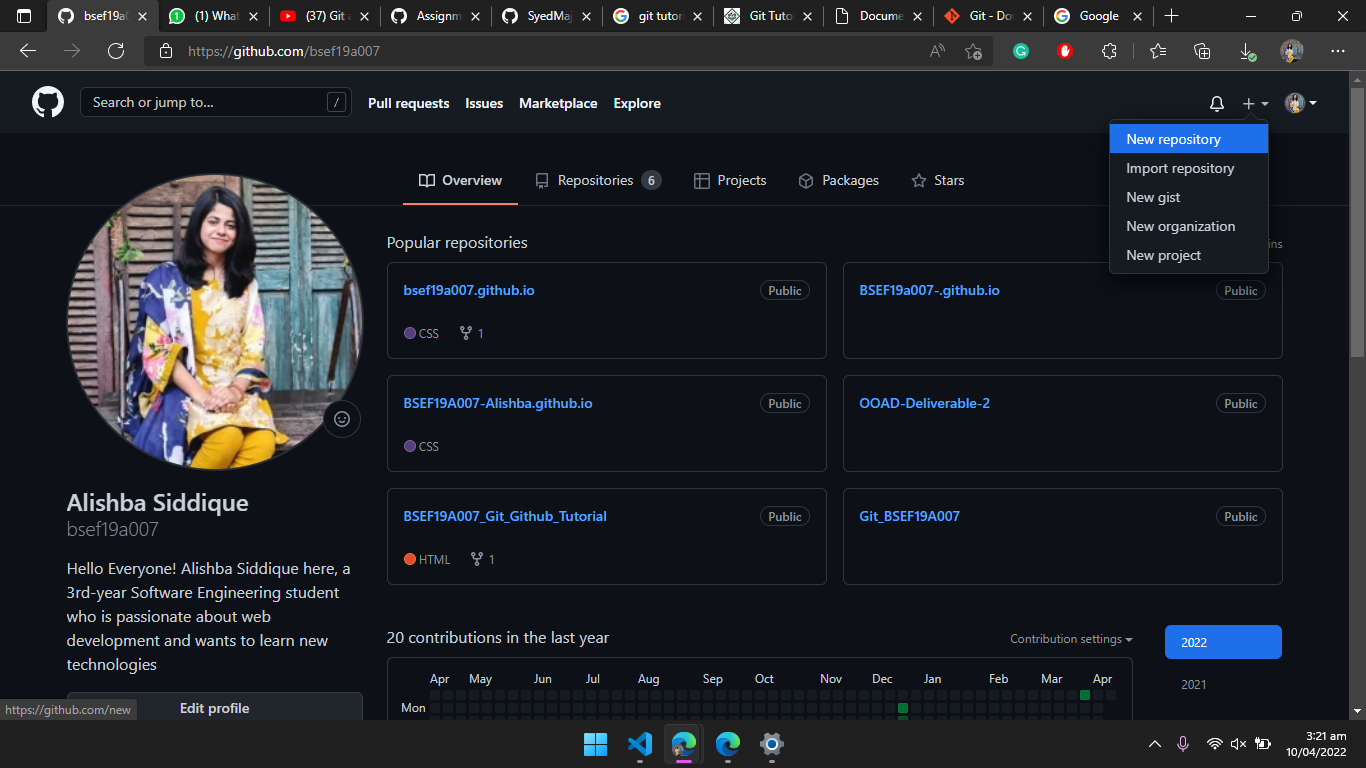 bsef19a0
(1) What
(37) Git a
Assignm
SyedMaj
git tutori
Git Tuto
Docume
Git - Do
Google
https://github.com/bsef19a007
Search or jump to...
/
Pull requests
Issues
Marketplace
Explore
New repository
Import repository
New gist
New organization
New project
Overview
Repositories 6
Projects
Packages
Stars
Popular repositories
ins
bsef19a007.github.io
Public
CSS
1
BSEF19a007-.github.io
Public
BSEF19A007-Alishba.github.io
Public
CSS
OOAD-Deliverable-2
Public
BSEF19A007_Git_Github_Tutorial
Public
HTML
1
Git_BSEF19A007
Public
Alishba Siddique
bsef19a007
Hello Everyone! Alishba Siddique here, a
3rd-year Software Engineering student
who is passionate about web
development and wants to learn new
technologies
Edit profile
20 contributions in the last year
Contribution settings
2022
2021
Apr May Jun Jul Aug Sep Oct Nov Dec Jan Feb Mar Apr
Mon
https://github.com/new
3:21 am
10/04/2022